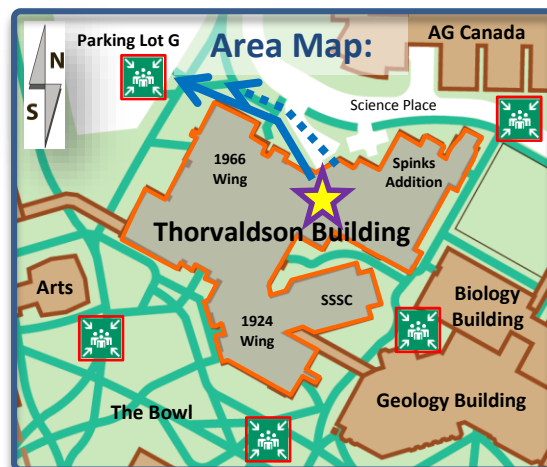 Area Map:
AG Canada
Parking Lot G
N
S
Science Place
1966
Wing
Spinks
Addition
Thorvaldson Building
Arts
SSSC
Biology
Building
1924
Wing
The Bowl
Geology Building